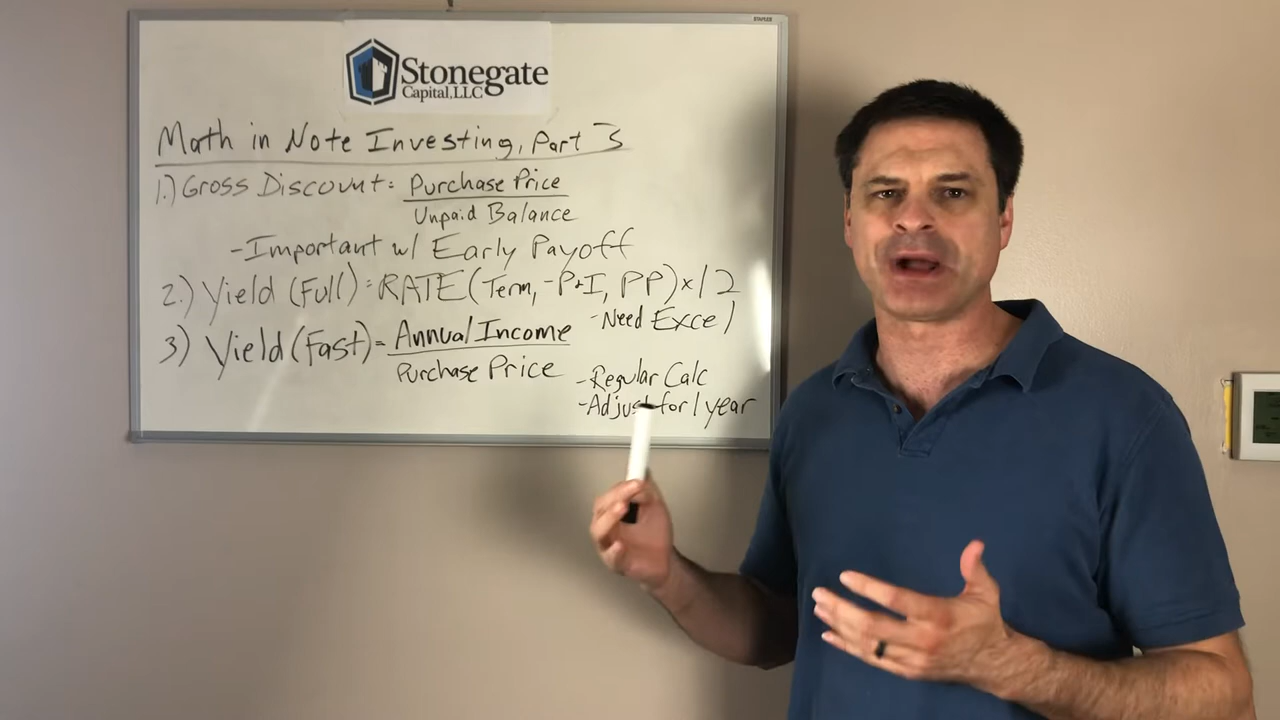 STAPLES
Stonegate
Capital, LLC
Math in Note Investing, Part 3
1.) Gross Discount = Purchase Price
Unpaid Balance
- Important w/ Early Payoff
2.) Yield (Full) = RATE (Term, -P+I, PP) × 12
- Need Excel
3) Yield (Fast) = Annual Income
Purchase Price
- Regular Calc
- Adjust for 1 year